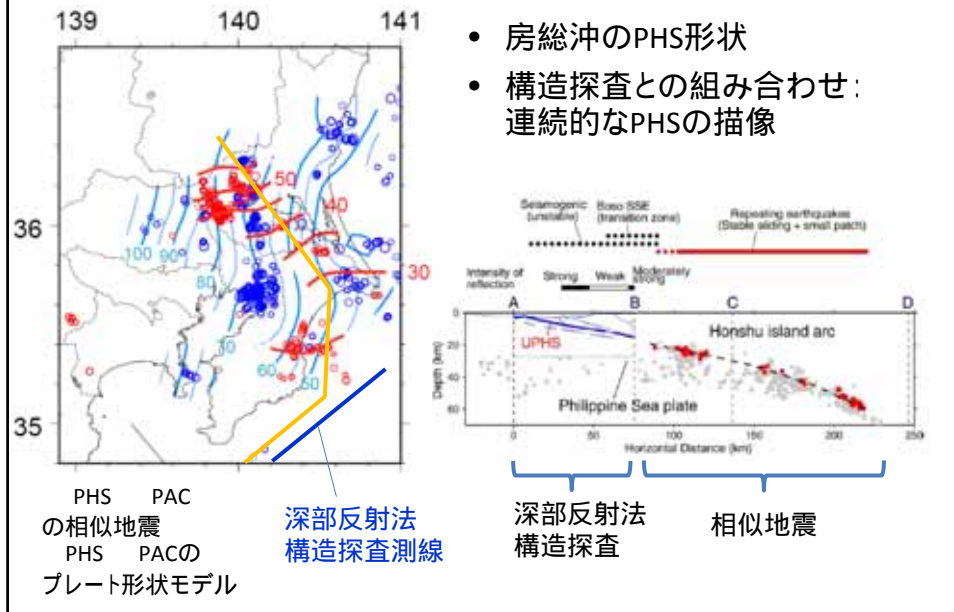 139
140
141
36
35
50
40
30
100
90
80
70
60
50
• 房総沖のPHS形状
• 構造探査との組み合わせ:
連続的なPHSの描像
Seismogenic
(unstable)
Boso SSE
(transition zone)
Repeating earthquakes
(Stable sliding + small patch)
Intensity of
reflection
Strong
Weak
Moderately
strong
A
B
C
D
0
20
40
60
Depth (km)
UPHS
Honshu island arc
Philippine Sea plate
0
50
100
150
200
250
Horizontal Distance (km)
PHS PAC
の相似地震
PHS PACの
プレート形状モデル
深部反射法
構造探査測線
深部反射法
構造探査
相似地震